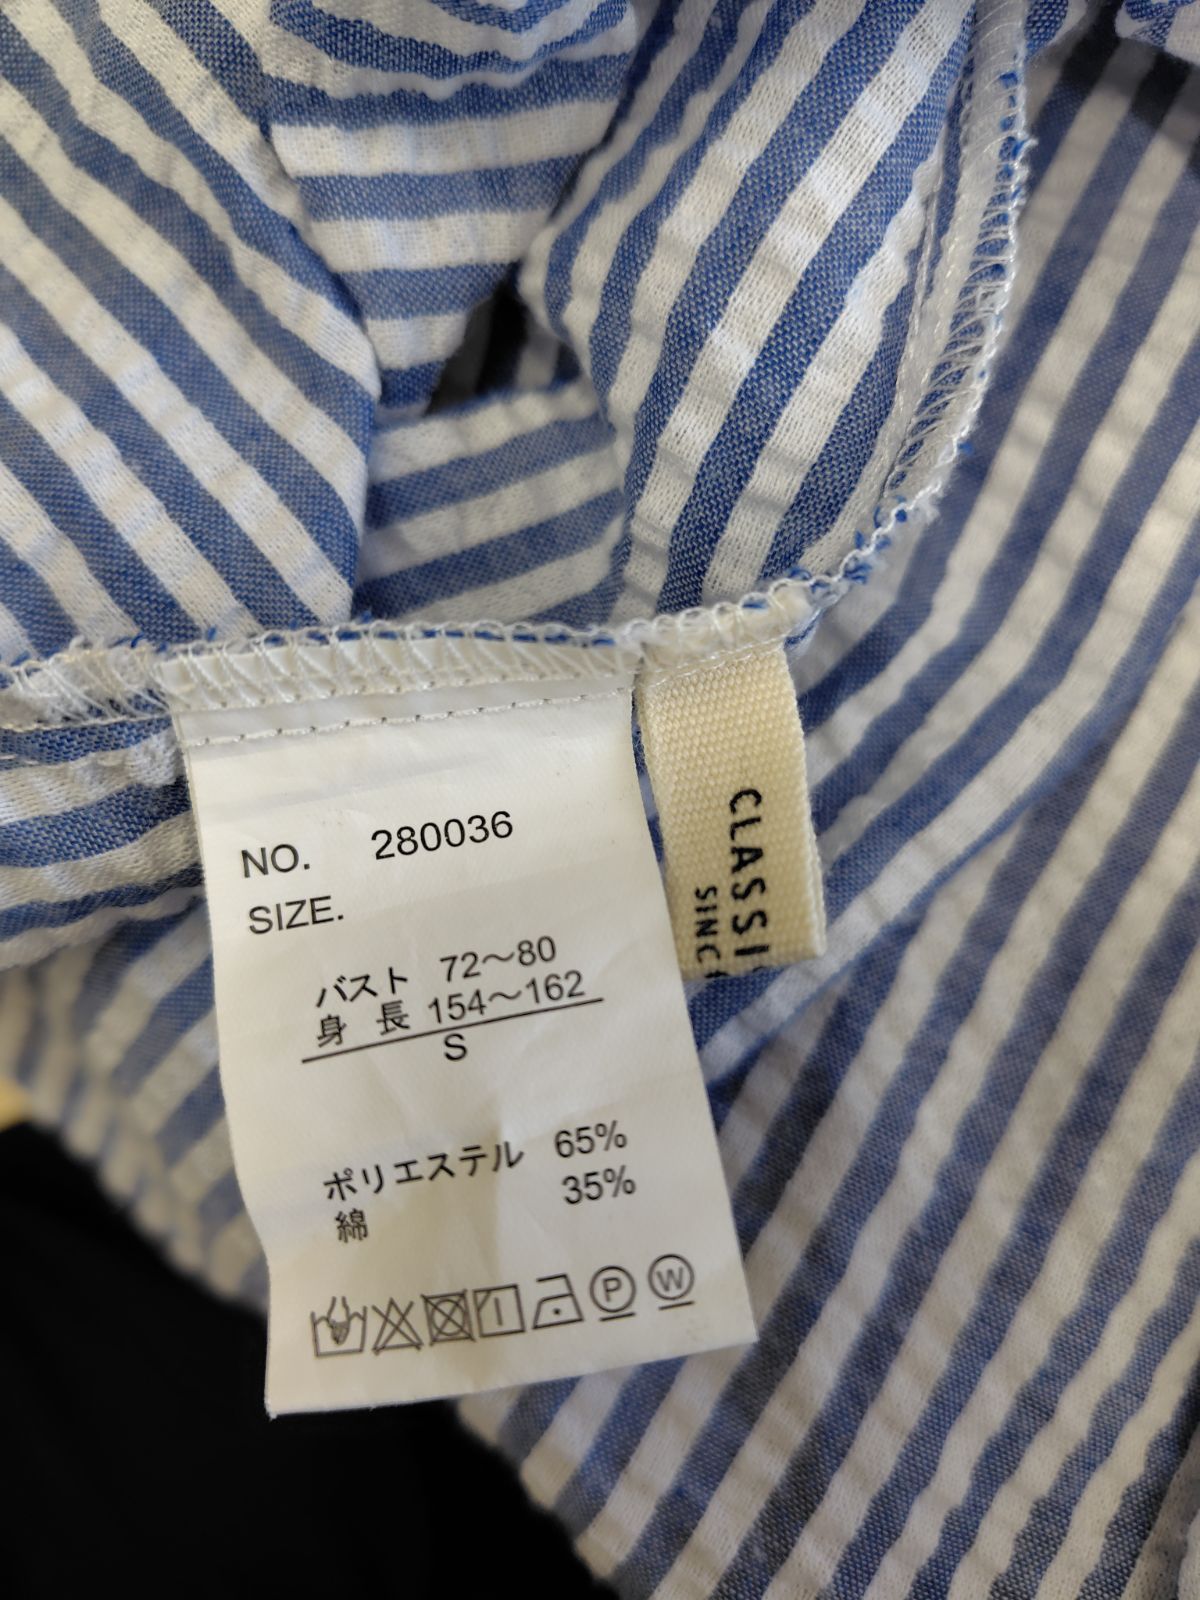 NO. 280036
SIZE.
バスト 72～80
身 長 154～162
S
ポリエステル 65%
綿 35%
P W
CLASSI
SINC